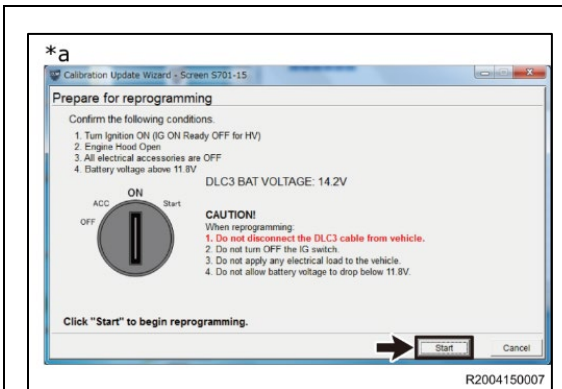 *a
Calibration Update Wizard - Screen S701-15
Prepare for reprogramming
Confirm the following conditions.
1. Turn Ignition ON (IG ON Ready OFF for HV)
2. Engine Hood Open
3. All electrical accessories are OFF
4. Battery voltage above 11.8V
DLC3 BAT VOLTAGE: 14.2V
ON
ACC
Start
OFF
CAUTION!
When reprogramming:
1. Do not disconnect the DLC3 cable from vehicle.
2. Do not turn OFF the IG switch.
3. Do not apply any electrical load to the vehicle.
4. Do not allow battery voltage to drop below 11.8V.
Click "Start" to begin reprogramming.
Start
Cancel
R2004150007